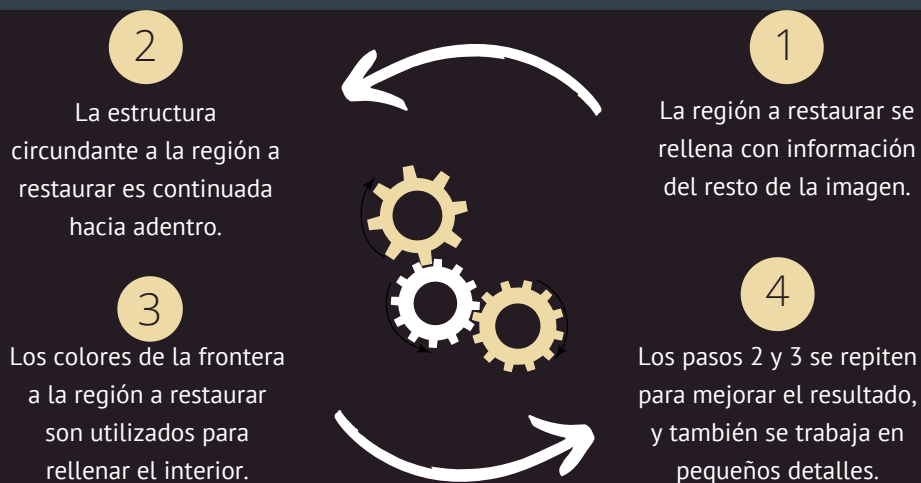 1
La región a restaurar se
rellena con información
del resto de la imagen.
2
La estructura
circundante a la región a
restaurar es continuada
hacia adentro.
3
Los colores de la frontera
a la región a restaurar
son utilizados para
rellenar el interior.
4
Los pasos 2 y 3 se repiten
para mejorar el resultado,
y también se trabaja en
pequeños detalles.